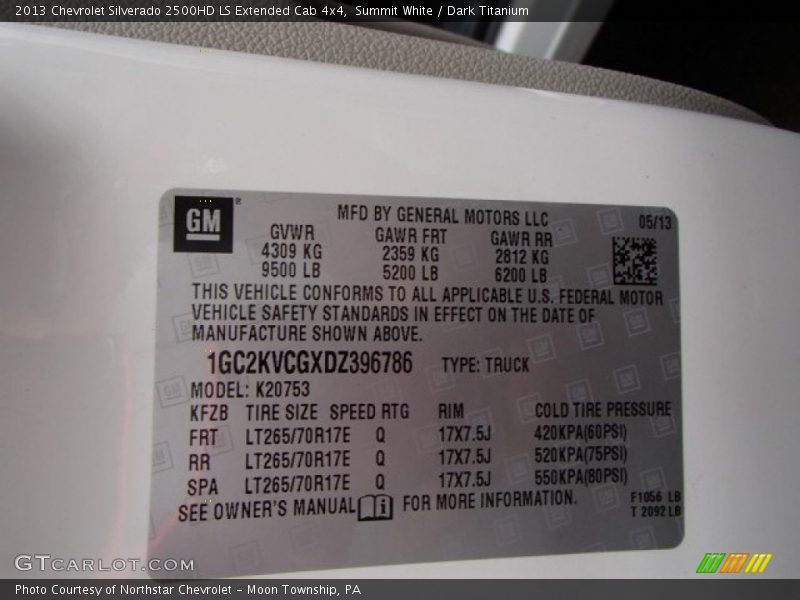 2013 Chevrolet Silverado 2500HD LS Extended Cab 4x4, Summit White / Dark Titanium
GM
MFD BY GENERAL MOTORS LLC 05/13
GVWR GAWR FRT GAWR RR
4309 KG 2359 KG 2812 KG
9500 LB 5200 LB 6200 LB
THIS VEHICLE CONFORMS TO ALL APPLICABLE U.S. FEDERAL MOTOR
VEHICLE SAFETY STANDARDS IN EFFECT ON THE DATE OF
MANUFACTURE SHOWN ABOVE.
1GC2KVCGXDZ396786 TYPE: TRUCK
MODEL: K20753
KFZB TIRE SIZE SPEED RTG RIM COLD TIRE PRESSURE
FRT LT265/70R17E Q 17X7.5J 420KPA(60PSI)
RR LT265/70R17E Q 17X7.5J 520KPA(75PSI)
SPA LT265/70R17E Q 17X7.5J 550KPA(80PSI)
SEE OWNER'S MANUAL FOR MORE INFORMATION.
F1056 LB
T 2092 LB
GTCARLOT.COM
Photo Courtesy of Northstar Chevrolet - Moon Township, PA